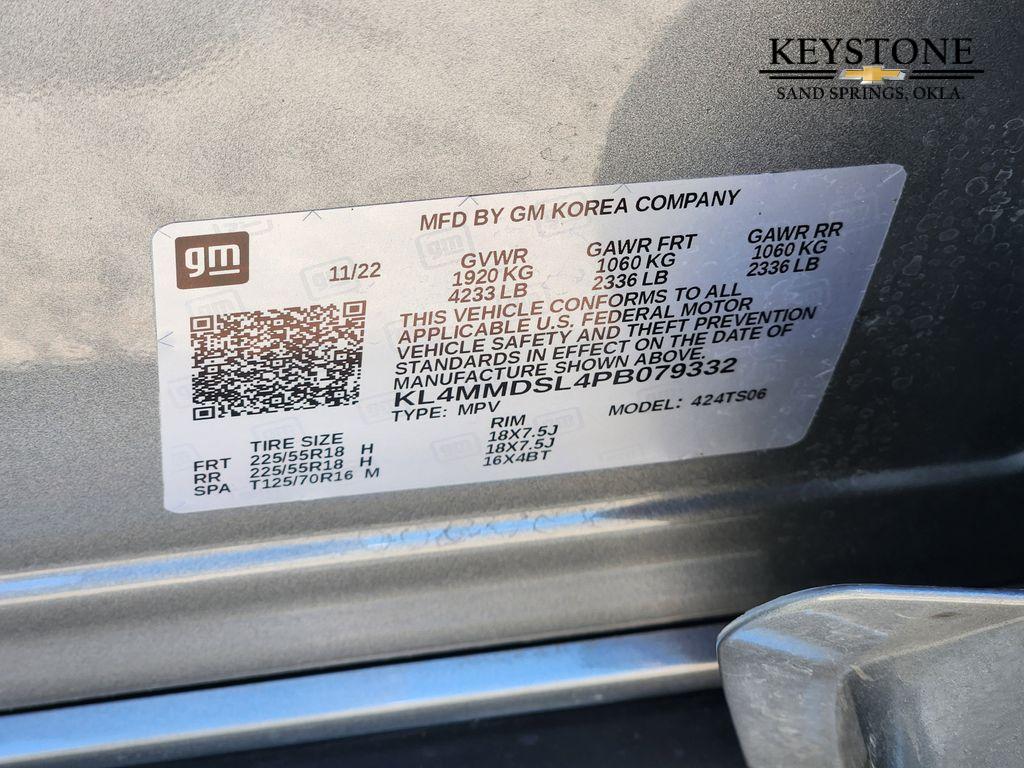 KEYSTONE
SAND SPRINGS, OKLA.
MFD BY GM KOREA COMPANY
gm
11/22
GVWR GAWR FRT GAWR RR
1920 KG 1060 KG 1060 KG
4233 LB 2336 LB 2336 LB
THIS VEHICLE CONFORMS TO ALL
APPLICABLE U.S. FEDERAL MOTOR
VEHICLE SAFETY AND THEFT PREVENTION
STANDARDS IN EFFECT ON THE DATE OF
MANUFACTURE SHOWN ABOVE.
KL4MMDSL4PB079332
TYPE: MPV MODEL: 424TS06
TIRE SIZE RIM
FRT 225/55R18 H 18X7.5J
RR 225/55R18 H 18X7.5J
SPA T125/70R16 M 16X4BT